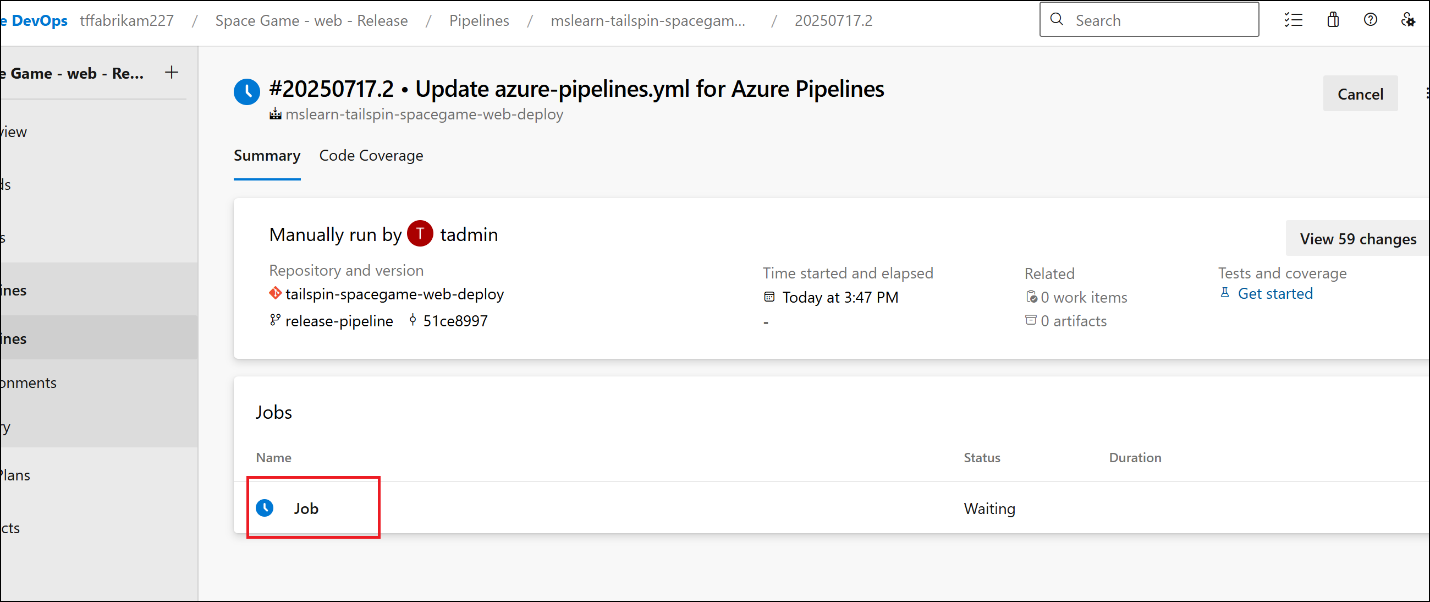 e DevOps tffabrikam227 / Space Game - web - Release / Pipelines / mslearn-tailspin-spacegam... / 20250717.2 Search
e Game - web - Re... +
#20250717.2 • Update azure-pipelines.yml for Azure Pipelines
Cancel
mslearn-tailspin-spacegame-web-deploy
view
Summary Code Coverage
ds
s
Manually run by T tadmin
View 59 changes
Repository and version
Time started and elapsed
Related
Tests and coverage
ines
tailspin-spacegame-web-deploy
Today at 3:47 PM
0 work items
Get started
release-pipeline 51ce8997
-
0 artifacts
ines
onments
Jobs
ry
Name Status Duration
Plans
Job Waiting
cts